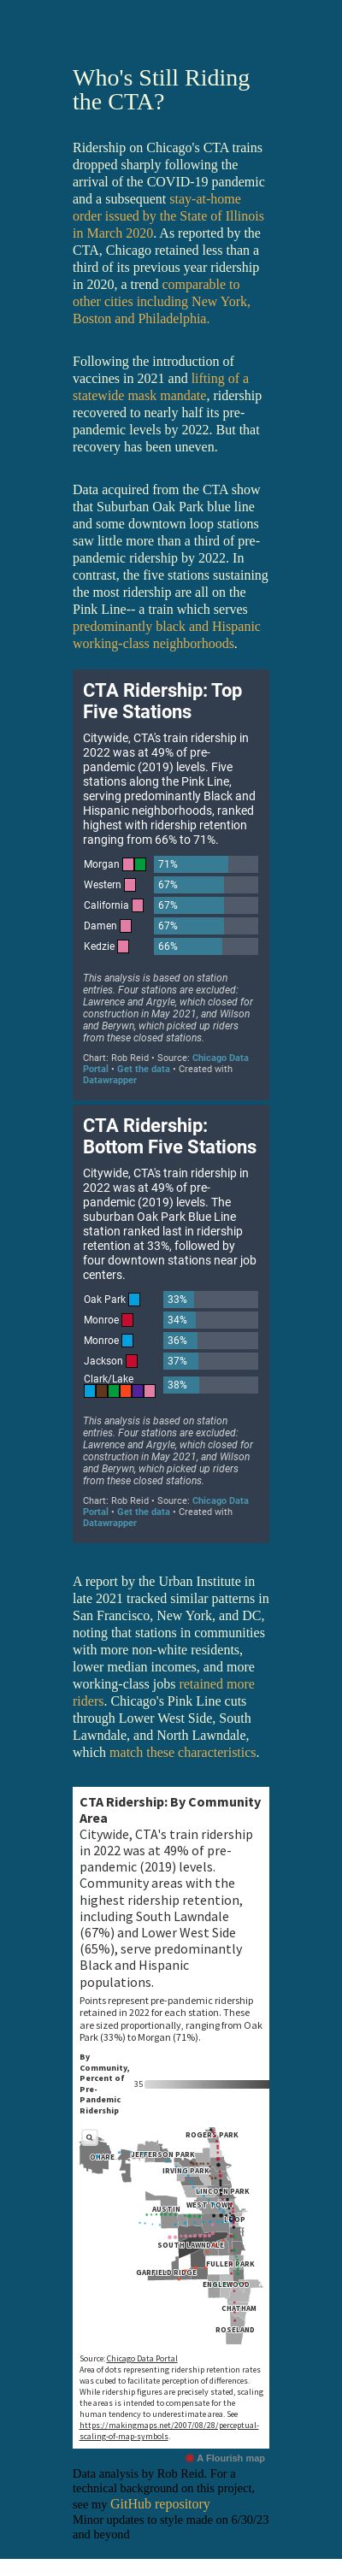 Who's Still Riding
the CTA?
Ridership on Chicago's CTA trains
dropped sharply following the
arrival of the COVID-19 pandemic
and a subsequent stay-at-home
order issued by the State of Illinois
in March 2020. As reported by the
CTA, Chicago retained less than a
third of its previous year ridership
in 2020, a trend comparable to
other cities including New York,
Boston and Philadelphia.
Following the introduction of
vaccines in 2021 and lifting of a
statewide mask mandate, ridership
recovered to nearly half its pre-
pandemic levels by 2022. But that
recovery has been uneven.
Data acquired from the CTA show
that Suburban Oak Park blue line
and some downtown loop stations
saw little more than a third of pre-
pandemic ridership by 2022. In
contrast, the five stations sustaining
the most ridership are all on the
Pink Line-- a train which serves
predominantly black and Hispanic
working-class neighborhoods.
CTA Ridership: Top
Five Stations
Citywide, CTA's train ridership in
2022 was at 49% of pre-
pandemic (2019) levels. Five
stations along the Pink Line,
serving predominantly Black and
Hispanic neighborhoods, ranked
highest with ridership retention
ranging from 66% to 71%.
Morgan 71%
Western 67%
California 67%
Damen 67%
Kedzie 66%
This analysis is based on station
entries. Four stations are excluded:
Lawrence and Argyle, which closed for
construction in May 2021, and Wilson
and Berwyn, which picked up riders
from these closed stations.
Chart: Rob Reid • Source: Chicago Data
Portal • Get the data • Created with
Datawrapper
CTA Ridership:
Bottom Five Stations
Citywide, CTA's train ridership in
2022 was at 49% of pre-
pandemic (2019) levels. The
suburban Oak Park Blue Line
station ranked last in ridership
retention at 33%, followed by
four downtown stations near job
centers.
Oak Park 33%
Monroe 34%
Monroe 36%
Jackson 37%
Clark/Lake 38%
This analysis is based on station
entries. Four stations are excluded:
Lawrence and Argyle, which closed for
construction in May 2021, and Wilson
and Berwyn, which picked up riders
from these closed stations.
Chart: Rob Reid • Source: Chicago Data
Portal • Get the data • Created with
Datawrapper
A report by the Urban Institute in
late 2021 tracked similar patterns in
San Francisco, New York, and DC,
noting that stations in communities
with more non-white residents,
lower median incomes, and more
working-class jobs retained more
riders. Chicago's Pink Line cuts
through Lower West Side, South
Lawndale, and North Lawndale,
which match these characteristics.
CTA Ridership: By Community
Area
Citywide, CTA's train ridership
in 2022 was at 49% of pre-
pandemic (2019) levels.
Community areas with the
highest ridership retention,
including South Lawndale
(67%) and Lower West Side
(65%), serve predominantly
Black and Hispanic
populations.
Points represent pre-pandemic ridership
retained in 2022 for each station. These
are sized proportionally, ranging from Oak
Park (33%) to Morgan (71%).
By
Community,
Percent of
Pre-
Pandemic
Ridership
35
ROGERS PARK
OHARE
JEFFERSON PARK
IRVING PARK
LINCOLN PARK
AUSTIN
WEST TOWN
LOOP
SOUTH LAWNDALE
FULLER PARK
GARFIELD RIDGE
ENGLEWOOD
CHATHAM
ROSELAND
Source: Chicago Data Portal
Area of dots representing ridership retention rates
was cubed to facilitate perception of differences.
While ridership figures are precisely stated, scaling
the areas is intended to compensate for the
human tendency to underestimate area. See
https://makingmaps.net/2007/08/28/perceptual-
scaling-of-map-symbols.
A Flourish map
Data analysis by Rob Reid. For a
technical background on this project,
see my GitHub repository
Minor updates to style made on 6/30/23
and beyond